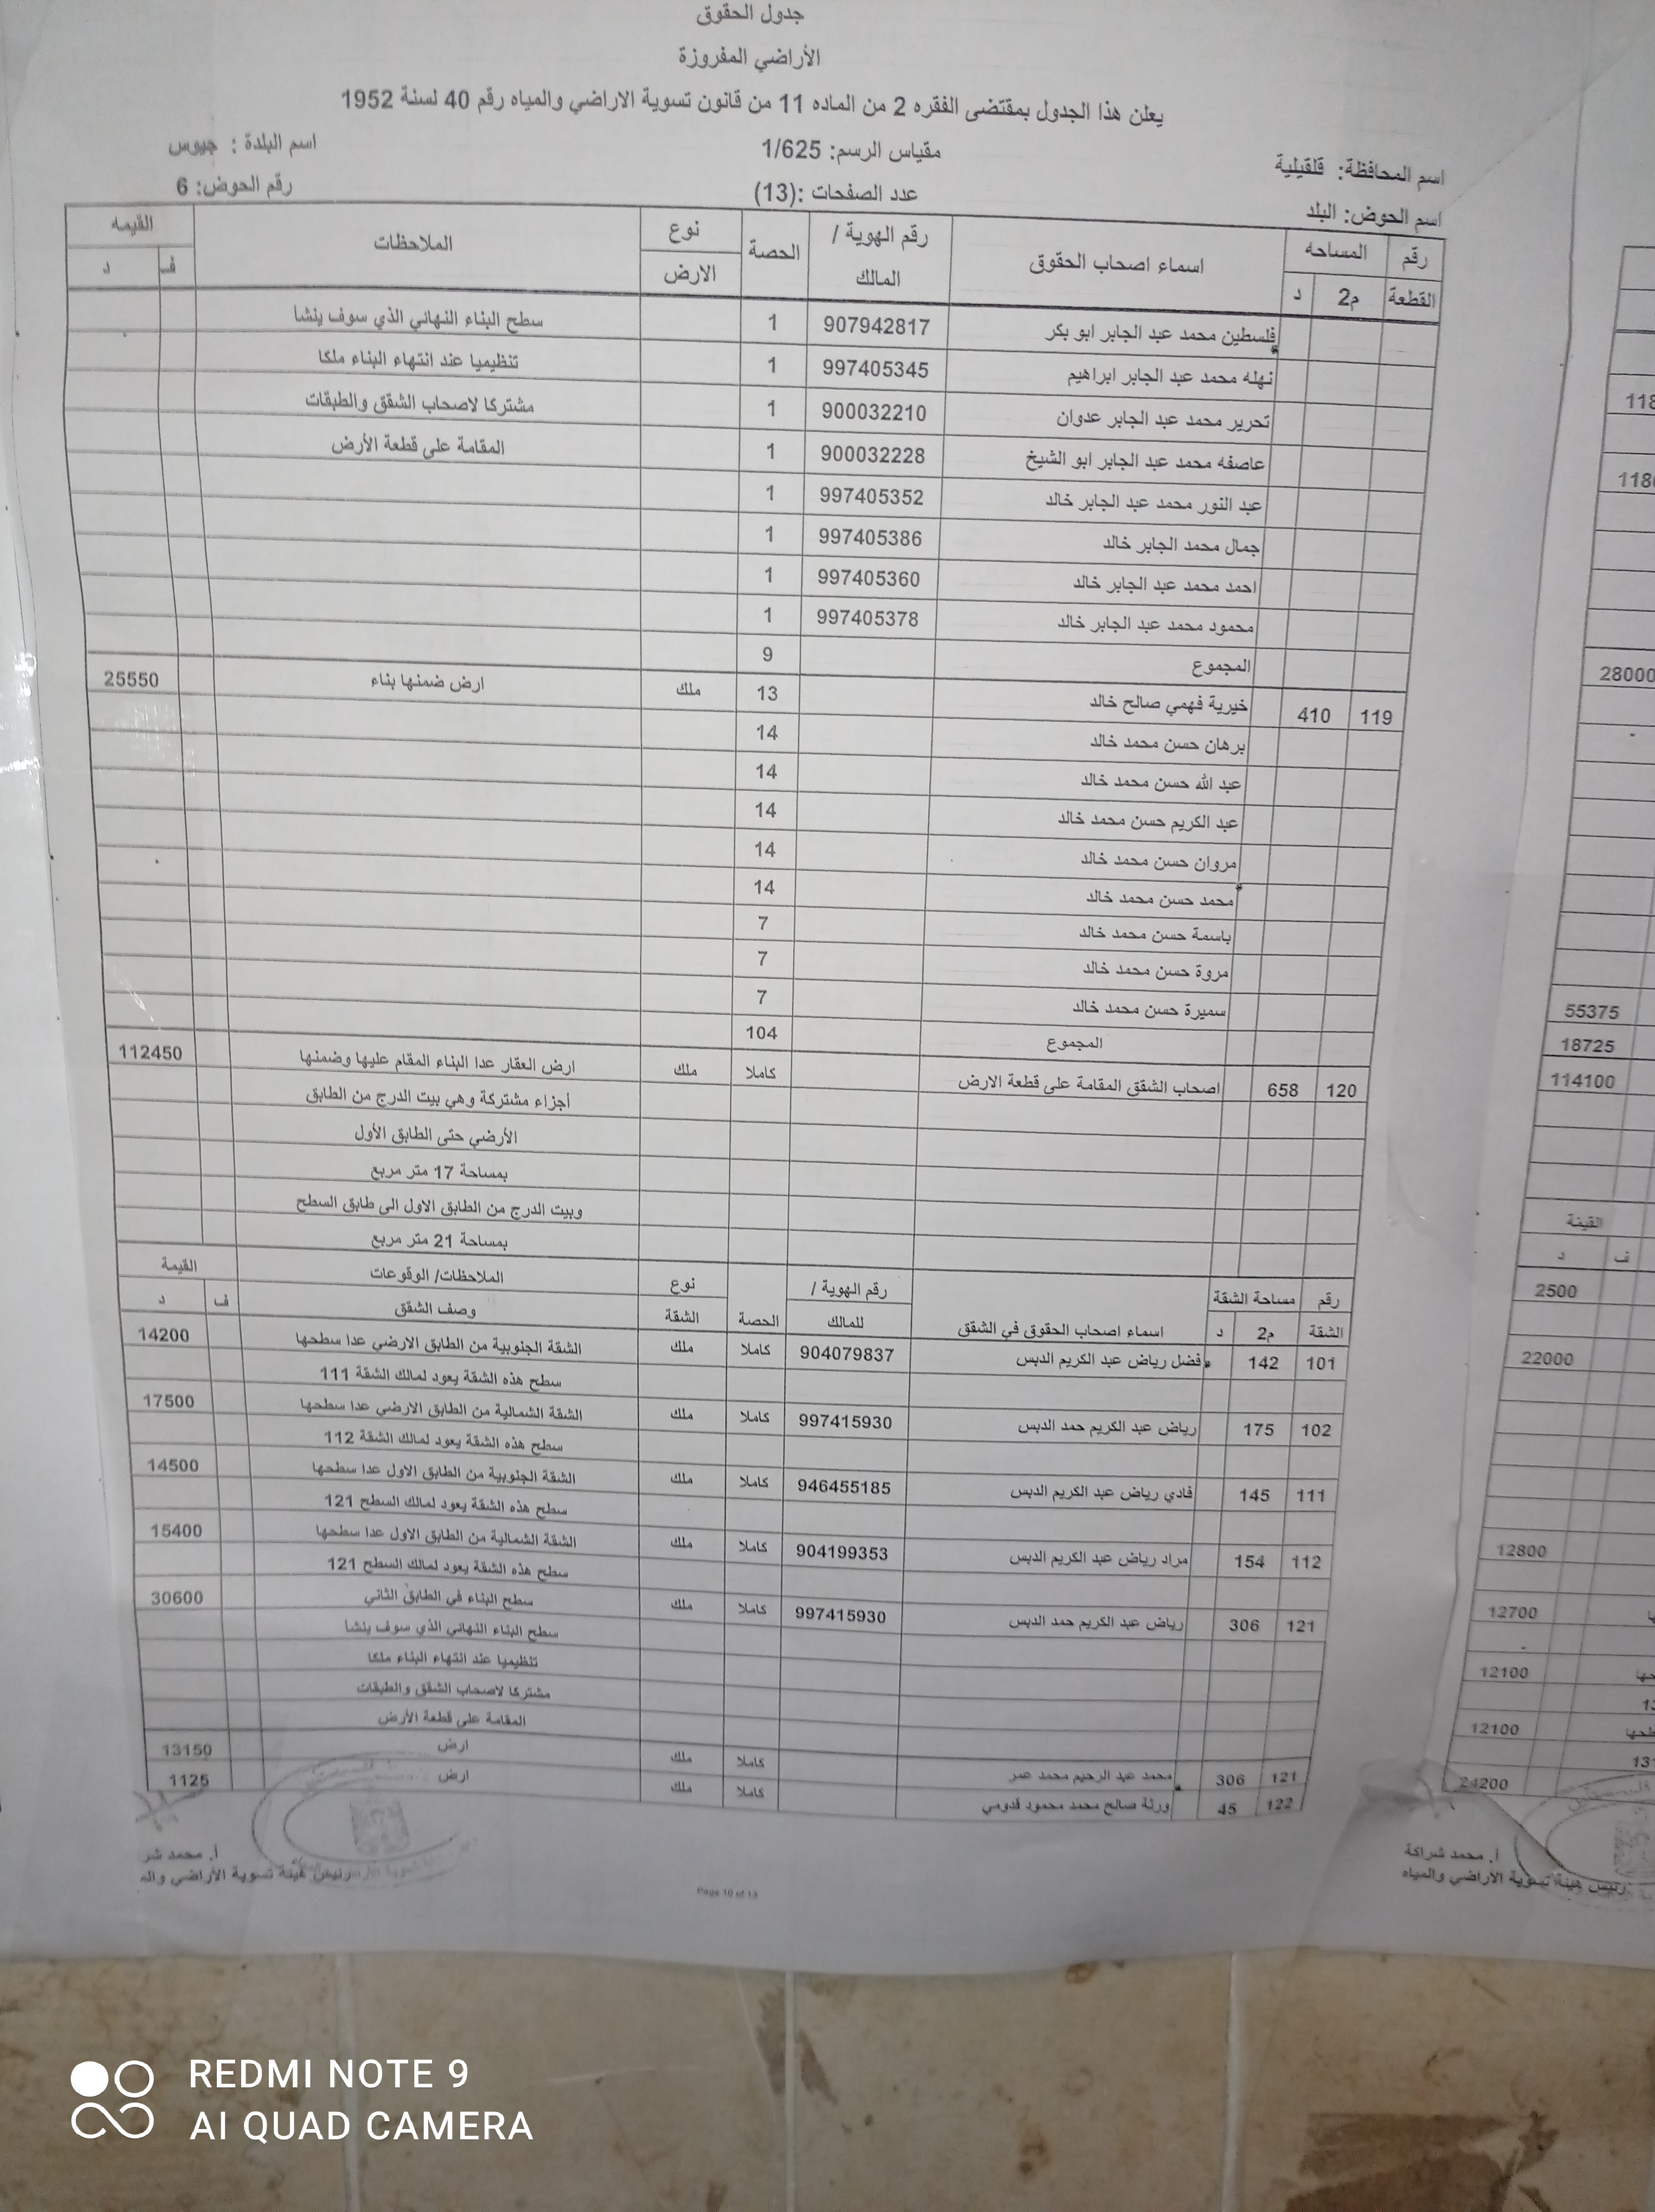 جدول الحقوق
الأراضي المفروزة
يعلن هذا الجدول بمقتضى الفقره 2 من الماده 11 من قانون تسوية الاراضي والمياه رقم 40 لسنة 1952
اسم المحافظة: قلقيلية مقياس الرسم: 1/625 اسم البلدة : جيوس
اسم الحوض: البلد عدد الصفحات :(13) رقم الحوض: 6
رقم المساحه اسماء اصحاب الحقوق رقم الهوية / الحصة نوع الملاحظات القيمه
القطعة م2 د المالك الارض ف د
فلسطين محمد عبد الجابر ابو بكر 907942817 1 سطح البناء النهائي الذي سوف ينشا
نهله محمد عبد الجابر ابراهيم 997405345 1 تنظيميا عند انتهاء البناء ملكا
تحرير محمد عبد الجابر عدوان 900032210 1 مشتركا لاصحاب الشقق والطبقات
عاصفه محمد عبد الجابر ابو الشيخ 900032228 1 المقامة على قطعة الأرض
عبد النور محمد عبد الجابر خالد 997405352 1
جمال محمد الجابر خالد 997405386 1
احمد محمد عبد الجابر خالد 997405360 1
محمود محمد عبد الجابر خالد 997405378 1
المجموع 9
119 410 خيرية فهمي صالح خالد 13 ملك ارض ضمنها بناء 25550
برهان حسن محمد خالد 14
عبد الله حسن محمد خالد 14
عبد الكريم حسن محمد خالد 14
مروان حسن محمد خالد 14
محمد حسن محمد خالد 14
باسمة حسن محمد خالد 7
مروة حسن محمد خالد 7
سميرة حسن محمد خالد 7
المجموع 104
120 658 اصحاب الشقق المقامة على قطعة الارض كاملا ملك ارض العقار عدا البناء المقام عليها وضمنها 112450
أجزاء مشتركة وهي بيت الدرج من الطابق
الأرضي حتى الطابق الأول
بمساحة 17 متر مربع
وبيت الدرج من الطابق الاول الى طابق السطح
بمساحة 21 متر مربع
رقم مساحة الشقة اسماء اصحاب الحقوق في الشقق رقم الهوية / الحصة نوع الملاحظات/ الوقوعات القيمة
الشقة م2 د للمالك الشقة وصف الشقق ف د
101 142 فضل رياض عبد الكريم الدبس 904079837 كاملا ملك الشقة الجنوبية من الطابق الارضي عدا سطحها 14200
سطح هذه الشقة يعود لمالك الشقة 111
102 175 رياض عبد الكريم حمد الدبس 997415930 كاملا ملك الشقة الشمالية من الطابق الارضي عدا سطحها 17500
سطح هذه الشقة يعود لمالك الشقة 112
111 145 فادي رياض عبد الكريم الدبس 946455185 كاملا ملك الشقة الجنوبية من الطابق الاول عدا سطحها 14500
سطح هذه الشقة يعود لمالك السطح 121
112 154 مراد رياض عبد الكريم الدبس 904199353 كاملا ملك الشقة الشمالية من الطابق الاول عدا سطحها 15400
سطح هذه الشقة يعود لمالك السطح 121
121 306 رياض عبد الكريم حمد الدبس 997415930 كاملا ملك سطح البناء في الطابق الثاني 30600
سطح البناء النهائي الذي سوف ينشا
تنظيميا عند انتهاء البناء ملكا
مشتركا لاصحاب الشقق والطبقات
المقامة على قطعة الأرض
121 306 محمد عبد الرحيم محمد عمر كاملا ملك ارض 13150
122 45 ورثة صالح محمد محمود قدومي كاملا ملك ارض 1125
أ. محمد شر
رئيس هيئة تسوية الأراضي واله
Page 10 of 13
118
1180
28000
55375
18725
114100
القيمة
ف د
2500
22000
12800
12700
12100
12100
24200
أ. محمد شراكة
رئيس هيئة تسوية الأراضي والمياه
REDMI NOTE 9
AI QUAD CAMERA